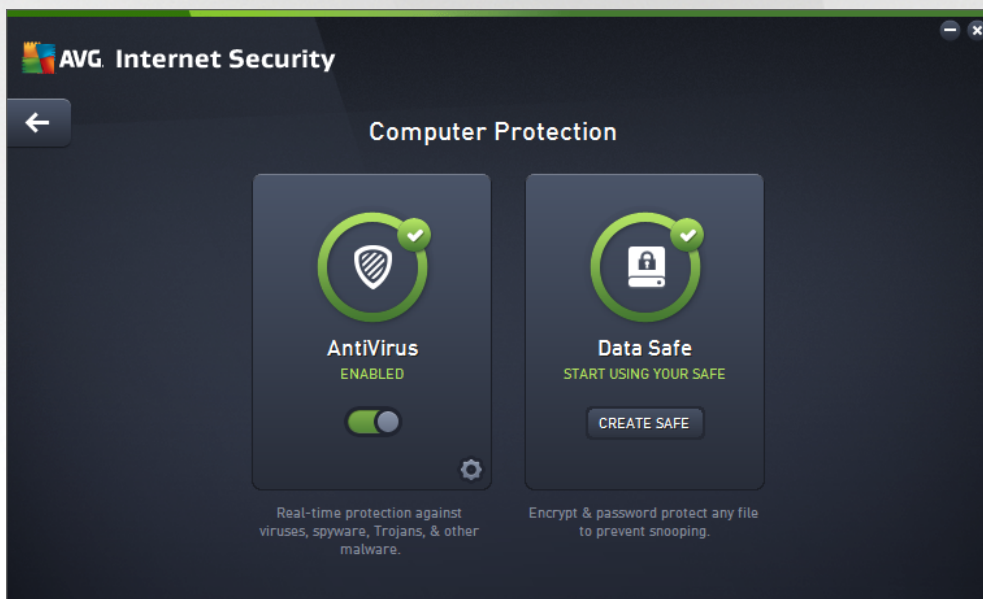 AVG. Internet Security
Computer Protection
AntiVirus
ENABLED
Real-time protection against
viruses, spyware, Trojans, & other
malware.
Data Safe
START USING YOUR SAFE
CREATE SAFE
Encrypt & password protect any file
to prevent snooping.